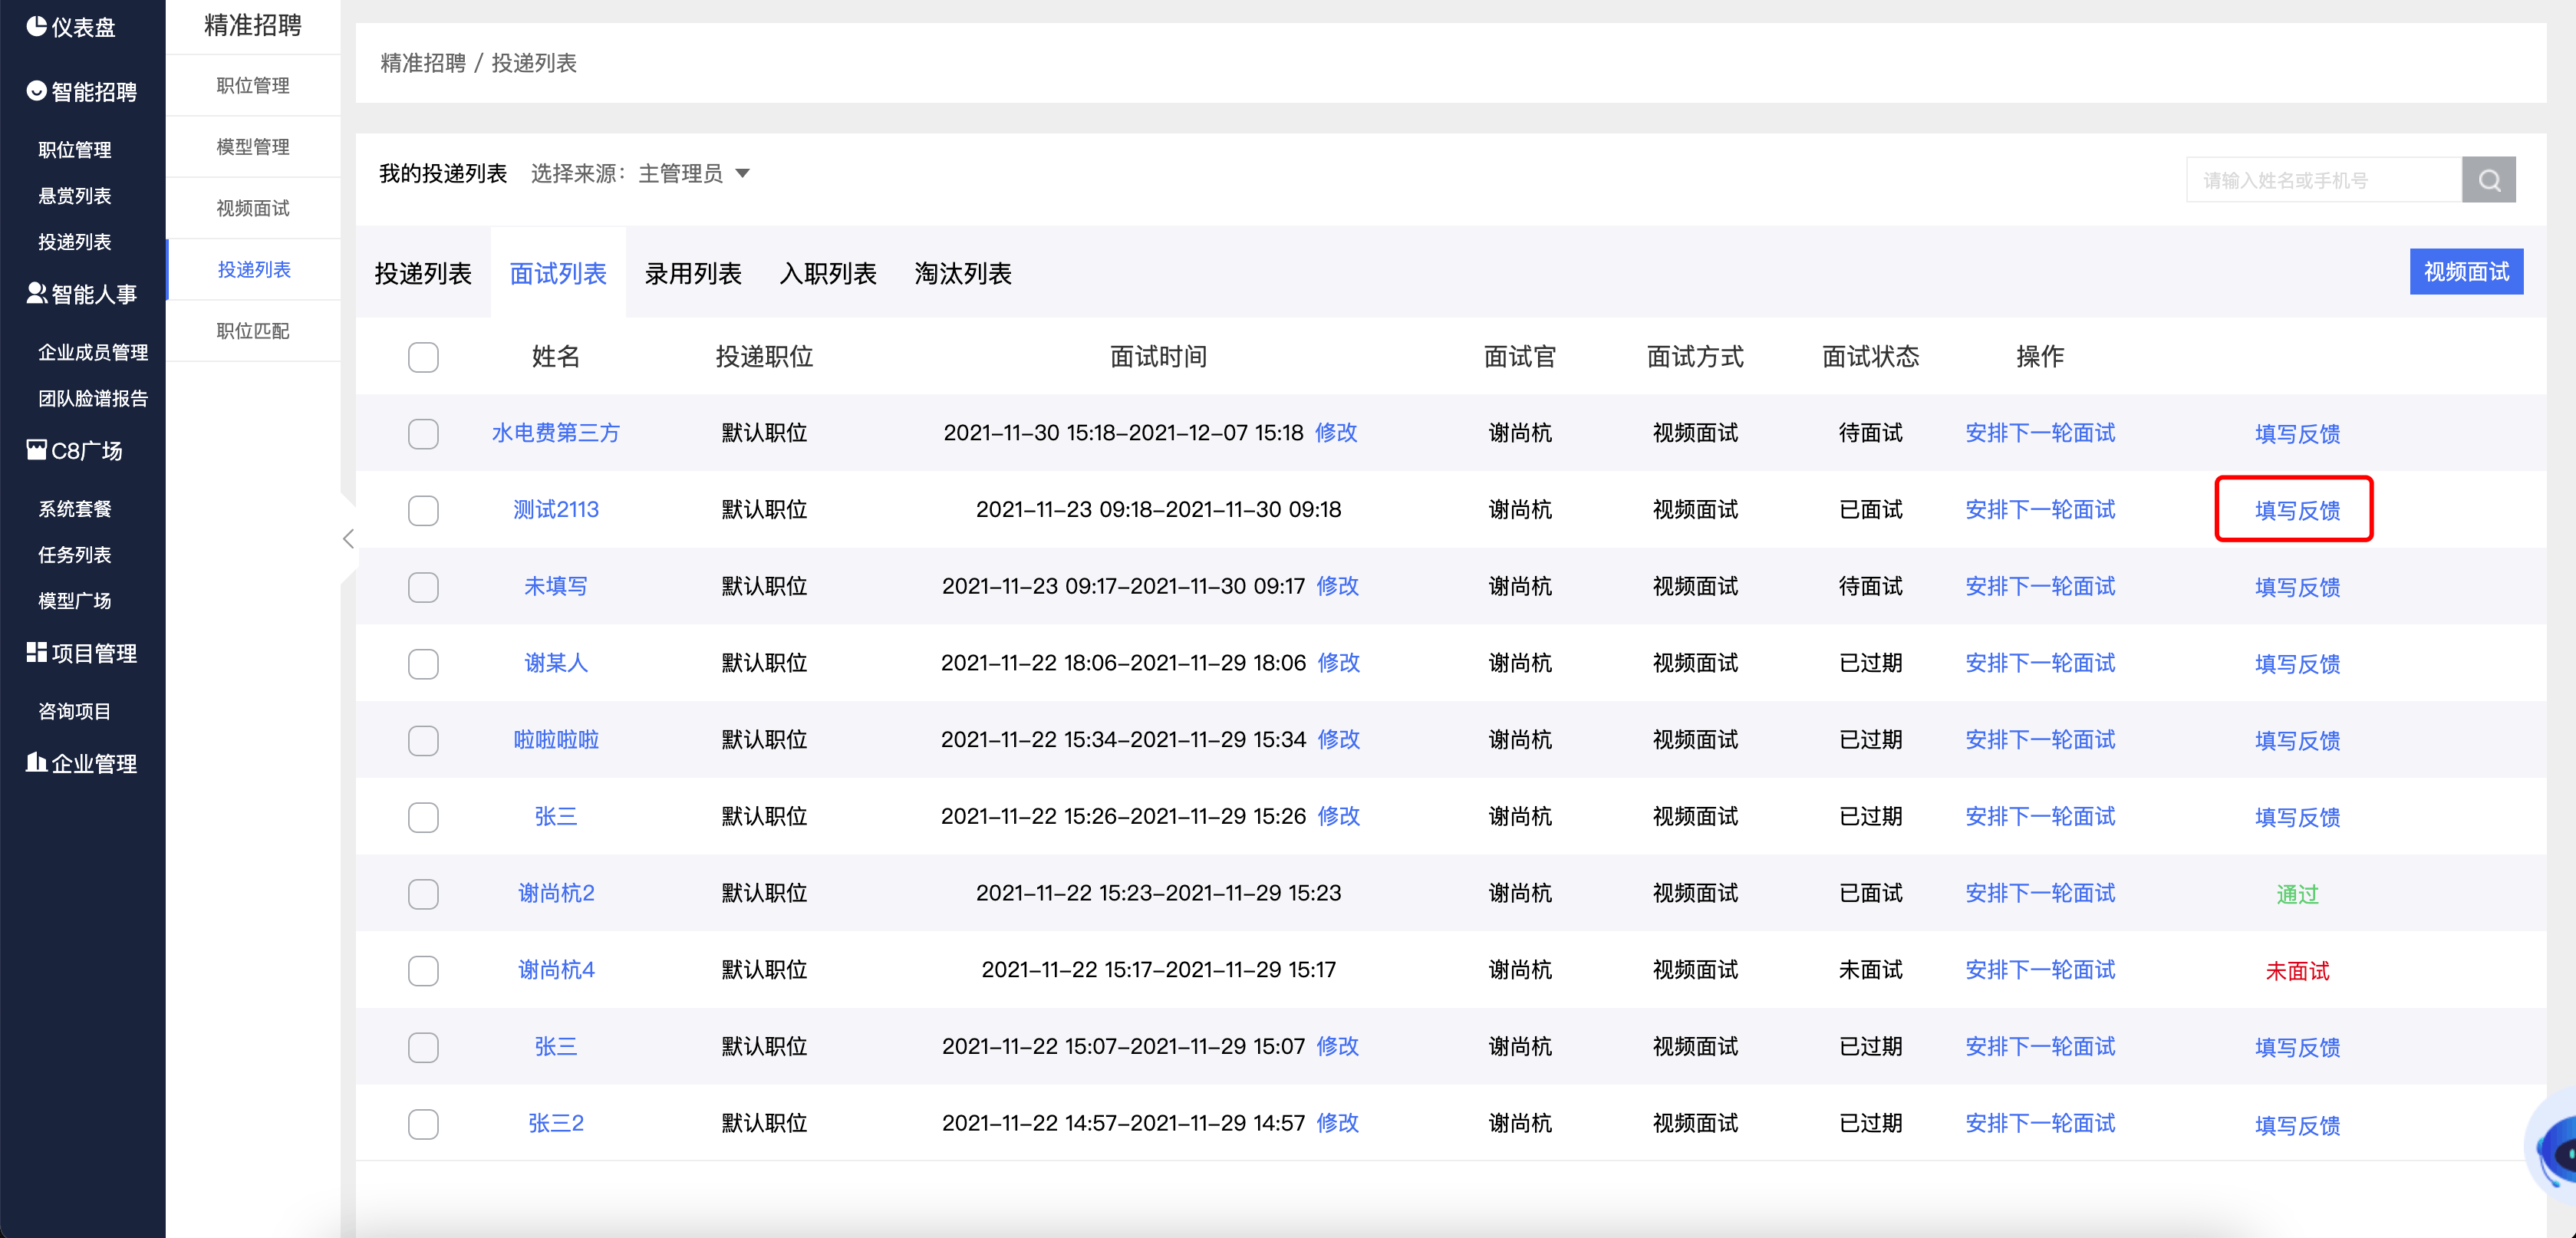 仪表盘
智能招聘
职位管理
悬赏列表
投递列表
智能人事
企业成员管理
团队脸谱报告
C8广场
系统套餐
任务列表
模型广场
项目管理
咨询项目
企业管理
精准招聘
职位管理
模型管理
视频面试
投递列表
职位匹配
精准招聘 / 投递列表
我的投递列表 选择来源：主管理员
请输入姓名或手机号
投递列表 面试列表 录用列表 入职列表 淘汰列表
视频面试
姓名 投递职位 面试时间 面试官 面试方式 面试状态 操作
水电费第三方 默认职位 2021-11-30 15:18-2021-12-07 15:18 修改 谢尚杭 视频面试 待面试 安排下一轮面试 填写反馈
测试2113 默认职位 2021-11-23 09:18-2021-11-30 09:18 谢尚杭 视频面试 已面试 安排下一轮面试 填写反馈
未填写 默认职位 2021-11-23 09:17-2021-11-30 09:17 修改 谢尚杭 视频面试 待面试 安排下一轮面试 填写反馈
谢某人 默认职位 2021-11-22 18:06-2021-11-29 18:06 修改 谢尚杭 视频面试 已过期 安排下一轮面试 填写反馈
啦啦啦啦 默认职位 2021-11-22 15:34-2021-11-29 15:34 修改 谢尚杭 视频面试 已过期 安排下一轮面试 填写反馈
张三 默认职位 2021-11-22 15:26-2021-11-29 15:26 修改 谢尚杭 视频面试 已过期 安排下一轮面试 填写反馈
谢尚杭2 默认职位 2021-11-22 15:23-2021-11-29 15:23 谢尚杭 视频面试 已面试 安排下一轮面试 通过
谢尚杭4 默认职位 2021-11-22 15:17-2021-11-29 15:17 谢尚杭 视频面试 未面试 安排下一轮面试 未面试
张三 默认职位 2021-11-22 15:07-2021-11-29 15:07 修改 谢尚杭 视频面试 已过期 安排下一轮面试 填写反馈
张三2 默认职位 2021-11-22 14:57-2021-11-29 14:57 修改 谢尚杭 视频面试 已过期 安排下一轮面试 填写反馈